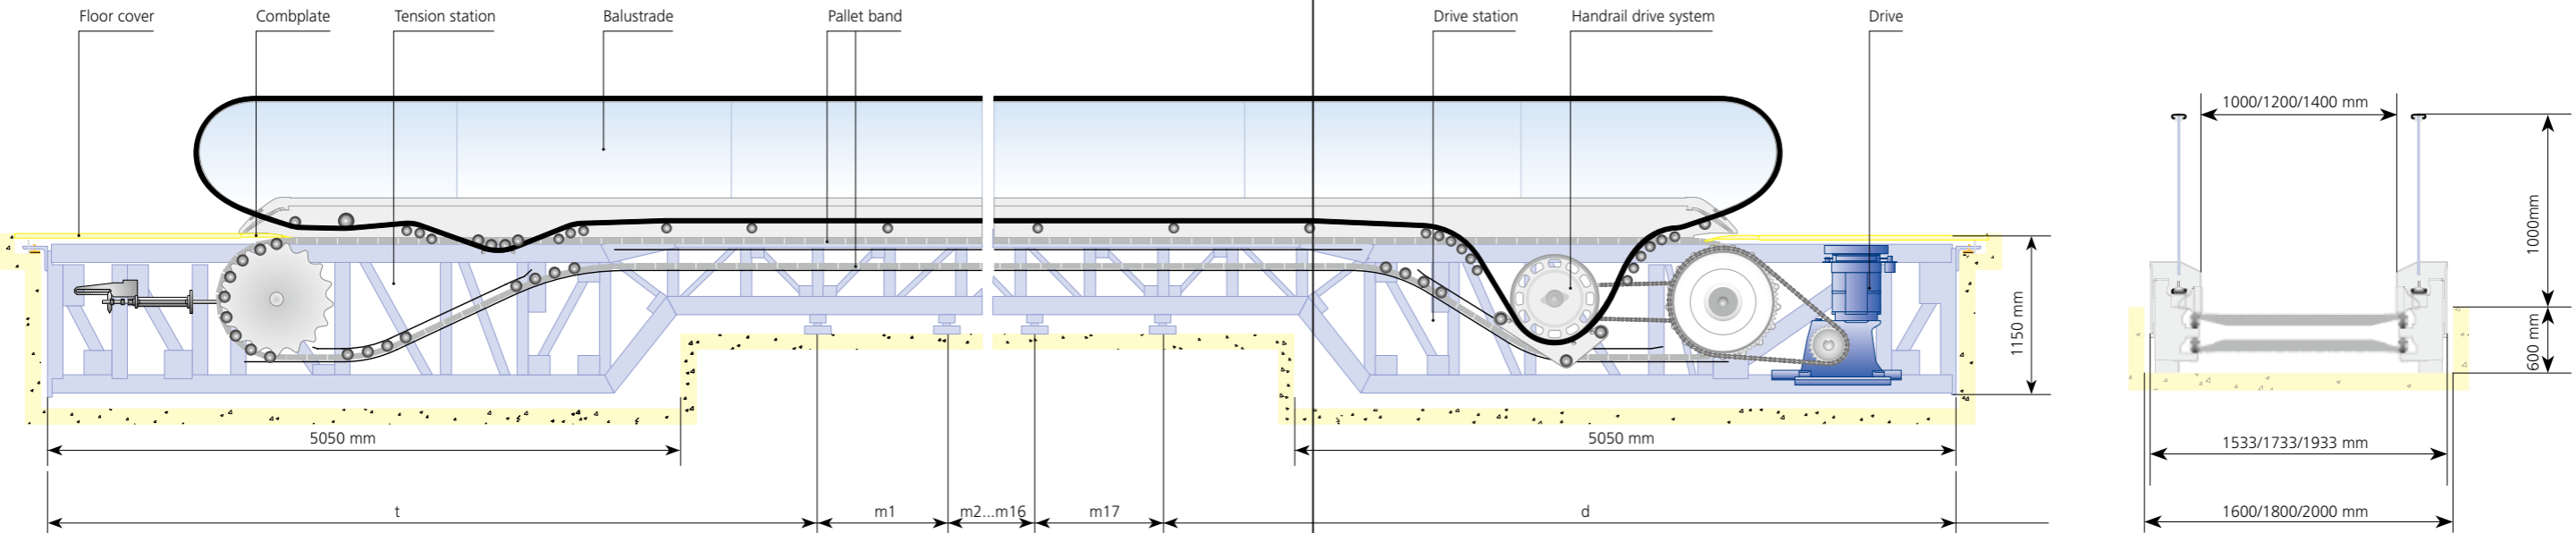 Floor cover
Combplate
Tension station
Balustrade
Pallet band
Drive station
Handrail drive system
Drive
1000/1200/1400 mm
1000mm
1150 mm
600 mm
5050 mm
5050 mm
1533/1733/1933 mm
t
m1
m2...m16
m17
d
1600/1800/2000 mm